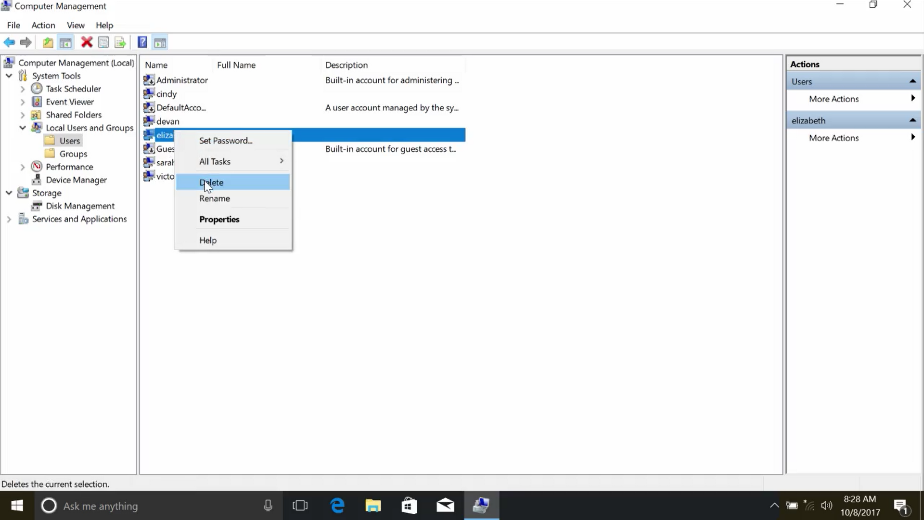 Computer Management
File Action View Help
Computer Management (Local)
System Tools
Task Scheduler
Event Viewer
Shared Folders
Local Users and Groups
Users
Groups
Performance
Device Manager
Storage
Disk Management
Services and Applications
Name Full Name Description
Administrator Built-in account for administering ...
cindy
DefaultAcco... A user account managed by the sy...
devan
eliza
Gues Built-in account for guest access t...
sarah
victo
Set Password...
All Tasks
Delete
Rename
Properties
Help
Actions
Users
More Actions
elizabeth
More Actions
Deletes the current selection.
Ask me anything
8:28 AM
10/8/2017
1